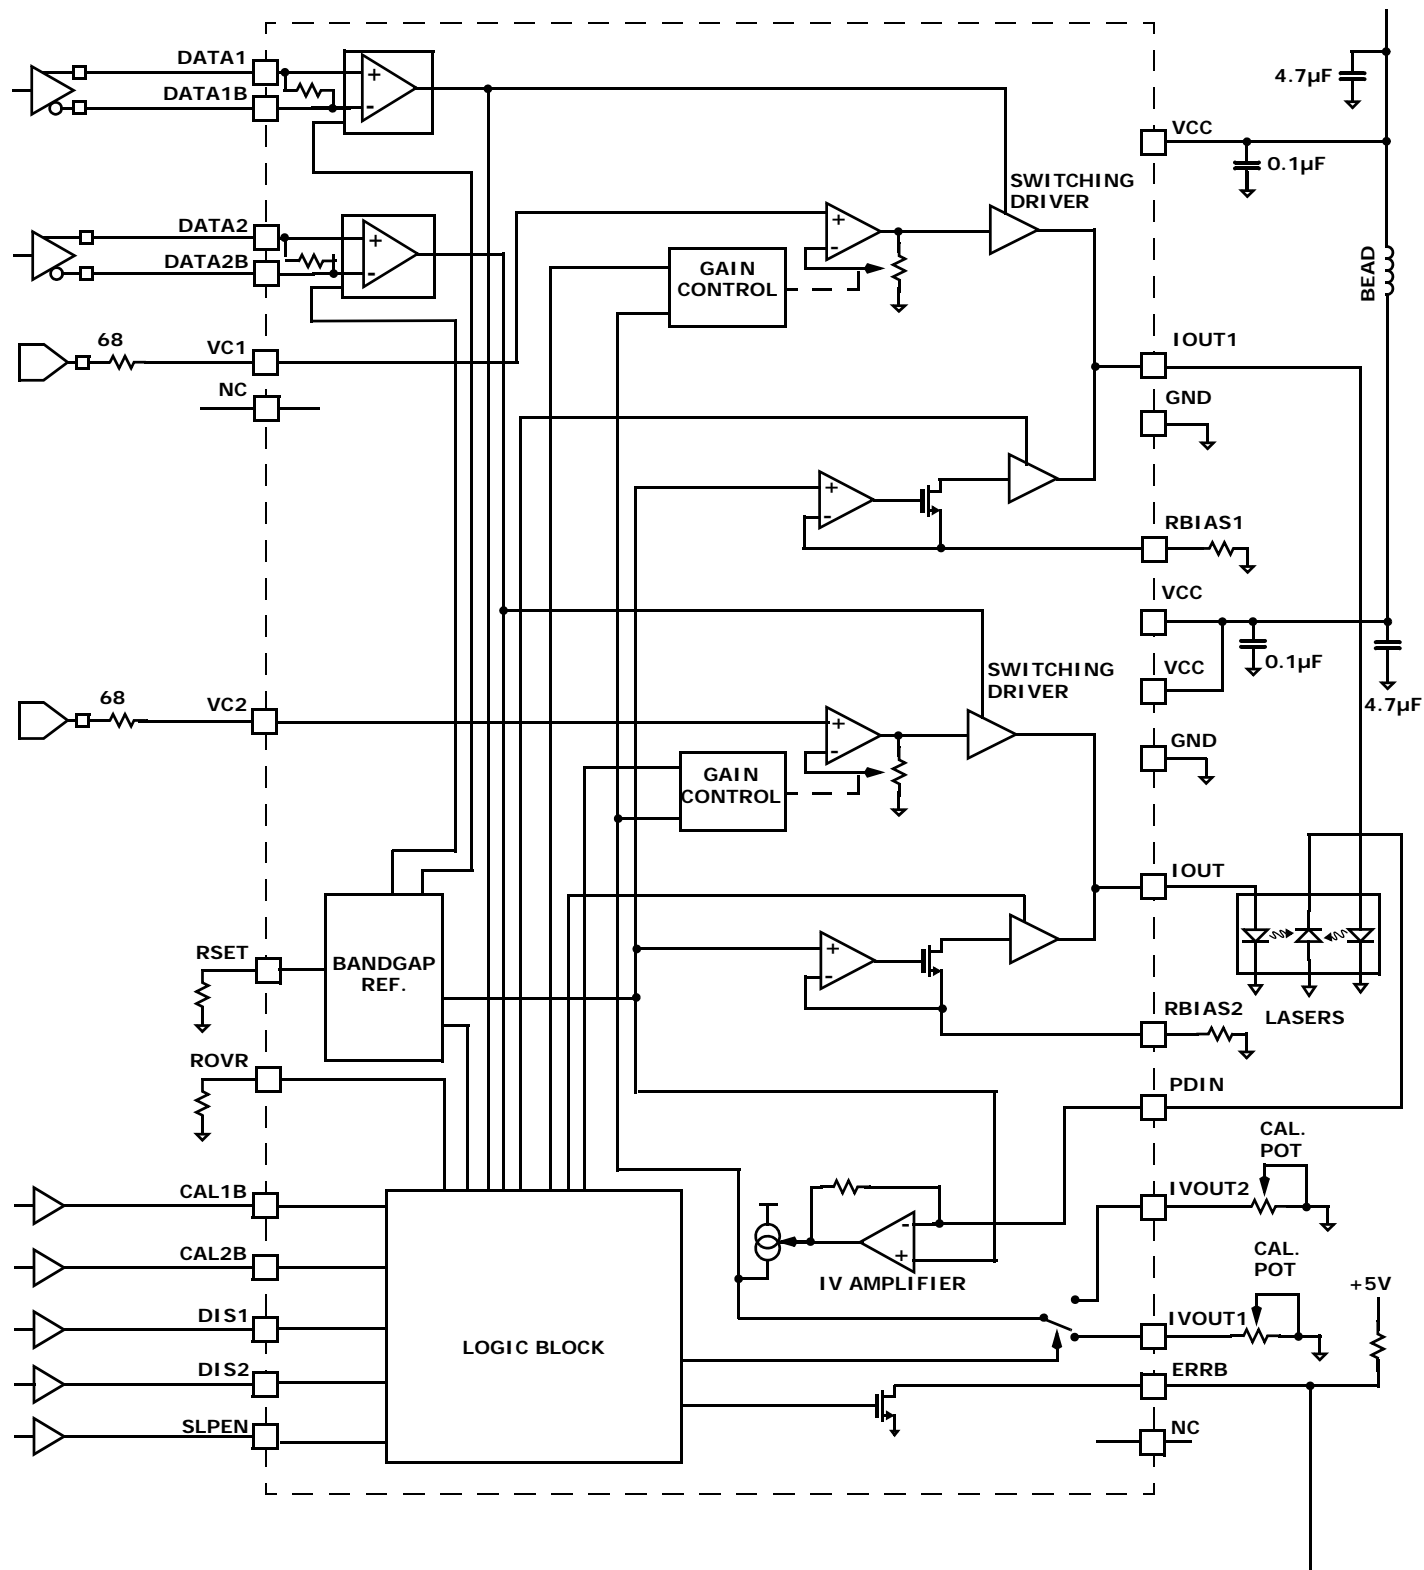 DATA1
DATA1B
4.7µF
VCC
0.1µF
SWITCHING
DRIVER
DATA2
DATA2B
GAIN
CONTROL
BEAD
68
VC1
IOUT1
NC
GND
RBIAS1
VCC
0.1µF
VCC
SWITCHING
DRIVER
68
VC2
4.7µF
GND
GAIN
CONTROL
IOUT
RSET
BANDGAP
REF.
RBIAS2
LASERS
ROVR
PDIN
CAL.
POT
CAL1B
IVOUT2
CAL2B
CAL.
POT
IV AMPLIFIER
+5V
DIS1
IVOUT1
LOGIC BLOCK
DIS2
ERRB
SLPEN
NC